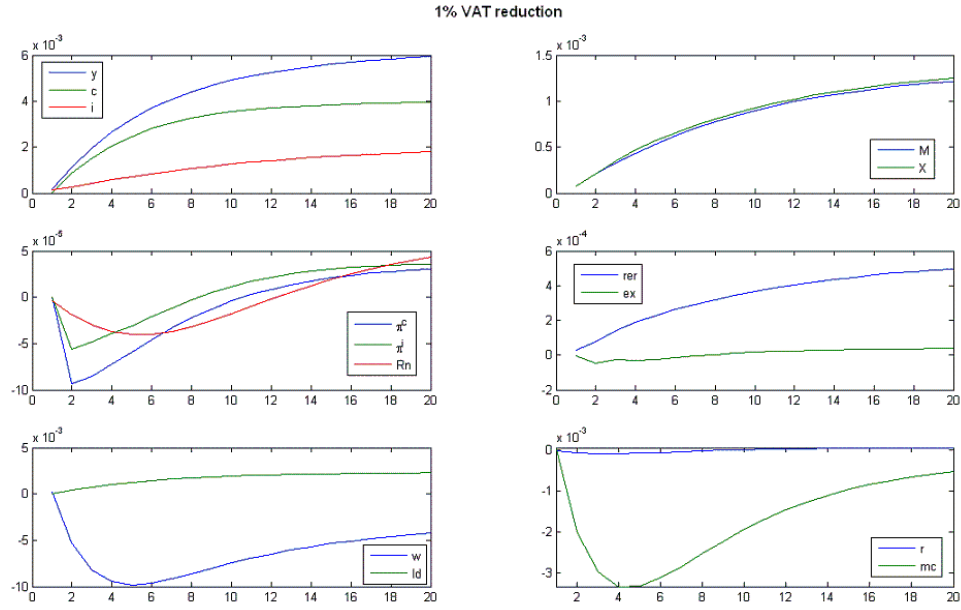 1% VAT reduction
x 10⁻³
6
4
2
0
0 2 4 6 8 10 12 14 16 18 20
y
c
i
x 10⁻³
1.5
1
0.5
0
0 2 4 6 8 10 12 14 16 18 20
M
X
x 10⁻⁵
5
0
-5
-10
0 2 4 6 8 10 12 14 16 18 20
πᶜ
πⁱ
Rn
x 10⁻⁴
6
4
2
0
-2
0 2 4 6 8 10 12 14 16 18 20
rer
ex
x 10⁻³
5
0
-5
-10
0 2 4 6 8 10 12 14 16 18 20
w
ld
x 10⁻³
0
-1
-2
-3
2 4 6 8 10 12 14 16 18 20
r
mc